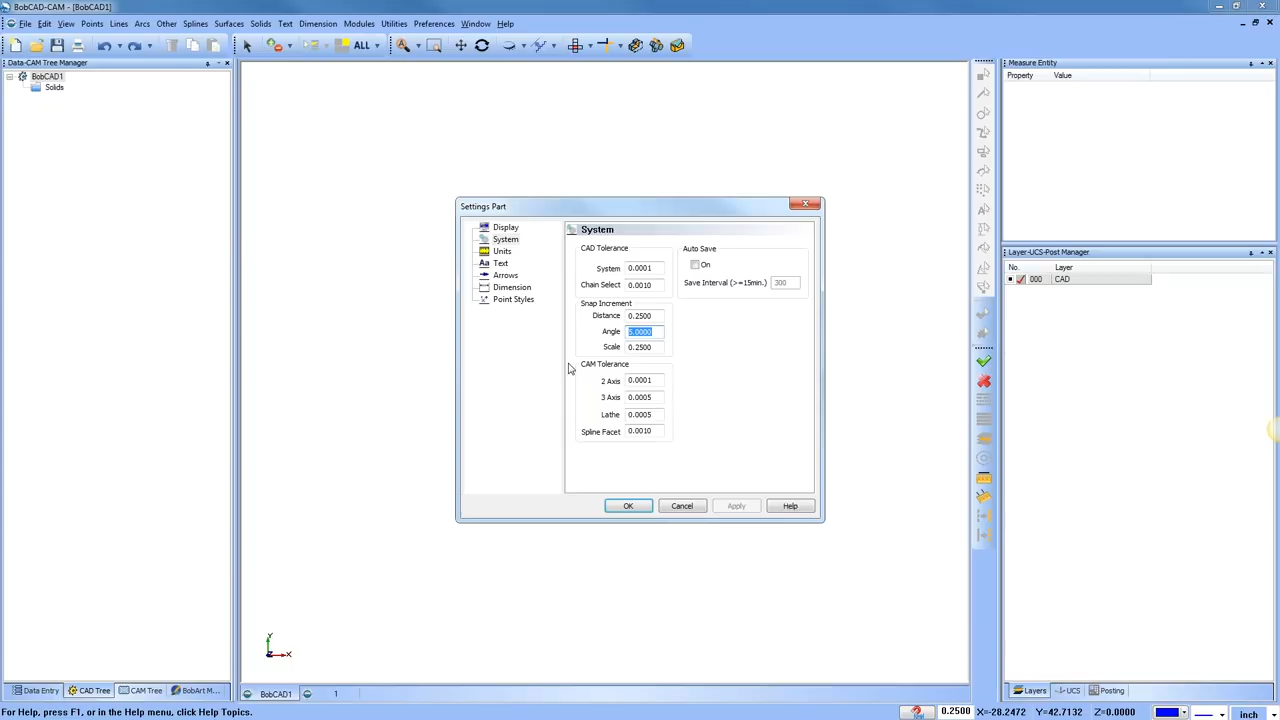 BobCAD-CAM - [BobCAD1]
File Edit View Points Lines Arcs Other Splines Surfaces Solids Text Dimension Modules Utilities Preferences Window Help
ALL
Data-CAM Tree Manager
BobCAD1
Solids
Measure Entity
Property Value
Layer-UCS-Post Manager
No. Layer
000 CAD
Settings Part
Display
System
Units
Text
Arrows
Dimension
Point Styles
System
CAD Tolerance
System 0.0001
Chain Select 0.0010
Snap Increment
Distance 0.2500
Angle 5.0000
Scale 0.2500
CAM Tolerance
2 Axis 0.0001
3 Axis 0.0005
Lathe 0.0005
Spline Facet 0.0010
Auto Save
On
Save Interval (>=15min.) 300
OK Cancel Apply Help
Y
Z X
Data Entry CAD Tree CAM Tree BobArt M...
BobCAD1 1
Layers UCS Posting
For Help, press F1, or in the Help menu, click Help Topics.
0.2500 X=-28.2472 Y=42.7132 Z=0.0000 inch